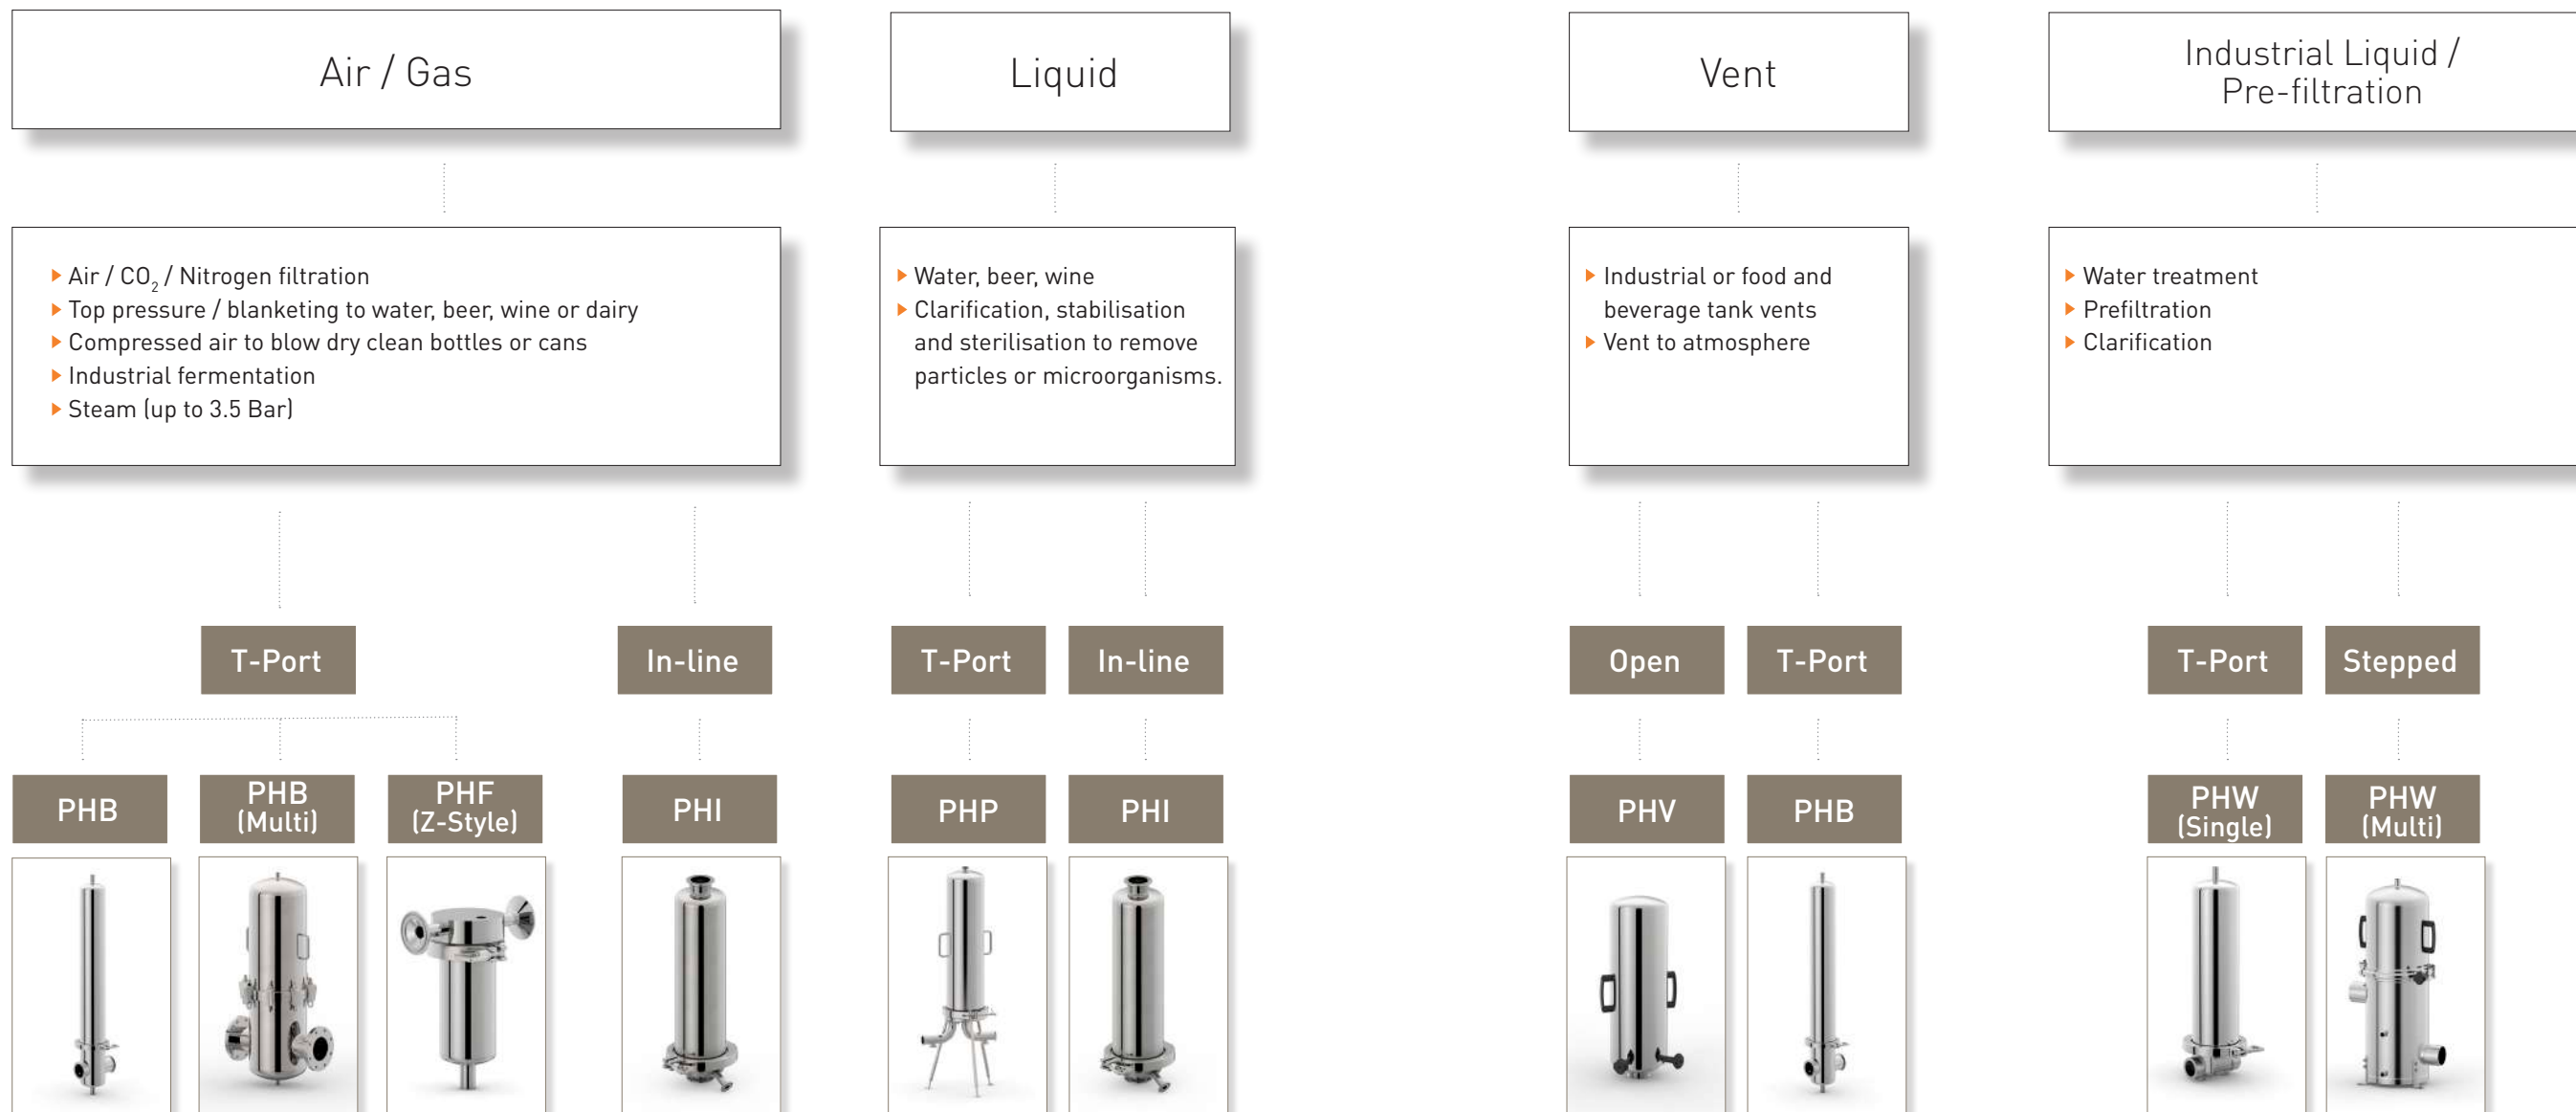 Air / Gas
Liquid
Vent
Industrial Liquid /
Pre-filtration
Air / CO₂ / Nitrogen filtration
Top pressure / blanketing to water, beer, wine or dairy
Compressed air to blow dry clean bottles or cans
Industrial fermentation
Steam (up to 3.5 Bar)
Water, beer, wine
Clarification, stabilisation
and sterilisation to remove
particles or microorganisms.
Industrial or food and
beverage tank vents
Vent to atmosphere
Water treatment
Prefiltration
Clarification
T-Port
In-line
T-Port
In-line
Open
T-Port
T-Port
Stepped
PHB
PHB
(Multi)
PHF
(Z-Style)
PHI
PHP
PHI
PHV
PHB
PHW
(Single)
PHW
(Multi)